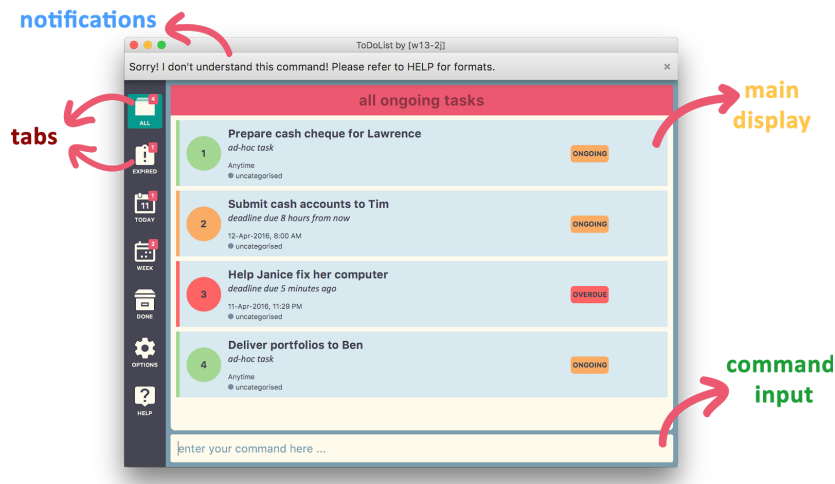 notifications
ToDoList by [w13-2j]
Sorry! I don't understand this command! Please refer to HELP for formats.
×
tabs
4
ALL
1
EXPIRED
1
11
TODAY
2
WEEK
DONE
OPTIONS
?
HELP
all ongoing tasks
1
Prepare cash cheque for Lawrence
ad-hoc task
Anytime
uncategorised
ONGOING
2
Submit cash accounts to Tim
deadline due 8 hours from now
12-Apr-2016, 8:00 AM
uncategorised
ONGOING
3
Help Janice fix her computer
deadline due 5 minutes ago
11-Apr-2016, 11:29 PM
uncategorised
OVERDUE
4
Deliver portfolios to Ben
ad-hoc task
Anytime
uncategorised
ONGOING
enter your command here ...
main
display
command
input